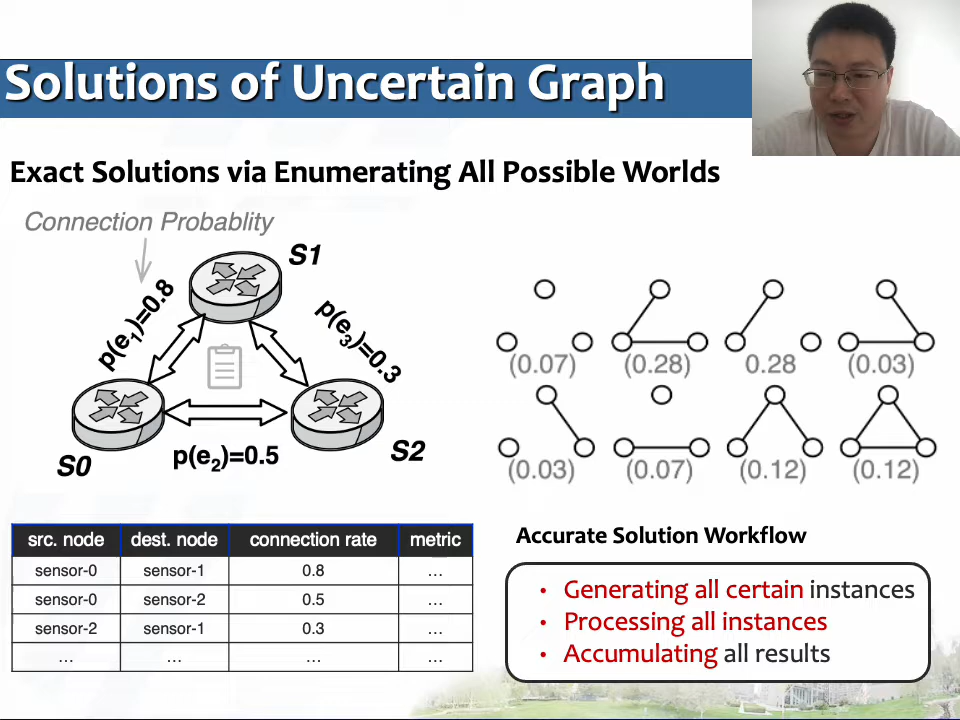 Solutions of Uncertain Graph
Exact Solutions via Enumerating All Possible Worlds
Connection Probablity
S1
p(e1)=0.8
p(e3)=0.3
S0
p(e2)=0.5
S2
(0.07) (0.28) 0.28 (0.03)
(0.03) (0.07) (0.12) (0.12)
src. node dest. node connection rate metric
sensor-0 sensor-1 0.8 ...
sensor-0 sensor-2 0.5 ...
sensor-2 sensor-1 0.3 ...
... ... ... ...
Accurate Solution Workflow
• Generating all certain instances
• Processing all instances
• Accumulating all results